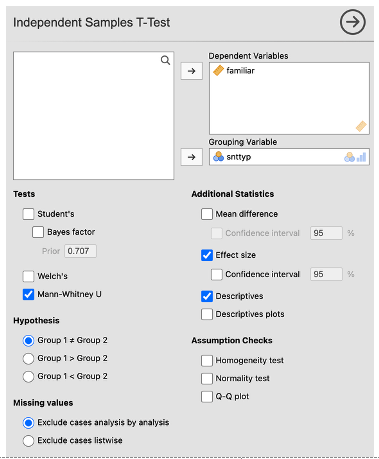 Independent Samples T-Test
Dependent Variables
familiar
Grouping Variable
snttyp
Tests
Student's
Bayes factor
Prior 0.707
Welch's
Mann-Whitney U
Hypothesis
Group 1 ≠ Group 2
Group 1 > Group 2
Group 1 < Group 2
Missing values
Exclude cases analysis by analysis
Exclude cases listwise
Additional Statistics
Mean difference
Confidence interval 95 %
Effect size
Confidence interval 95 %
Descriptives
Descriptives plots
Assumption Checks
Homogeneity test
Normality test
Q-Q plot